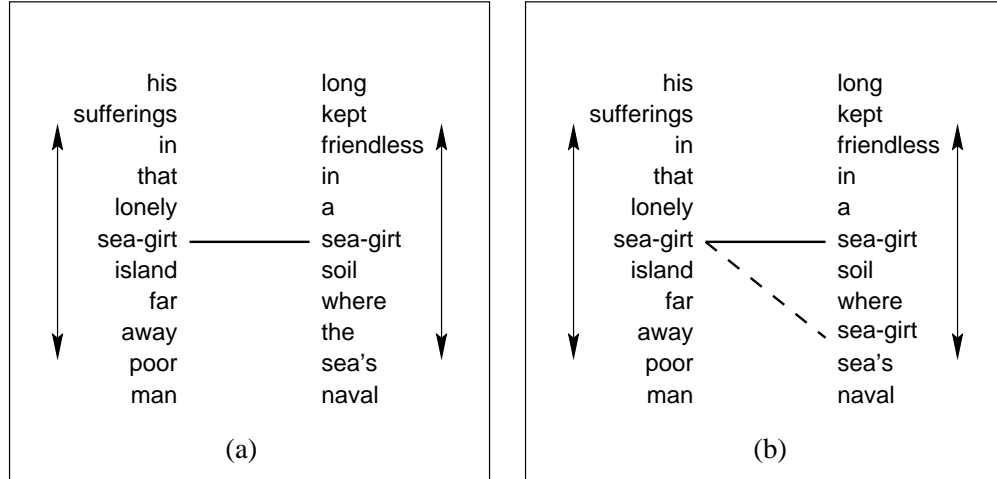 his long his long
sufferings kept sufferings kept
in friendless in friendless
that in that in
lonely a lonely a
sea-girt sea-girt sea-girt sea-girt
island soil island soil
far where far where
away the away sea-girt
poor sea's poor sea's
man naval man naval
(a) (b)